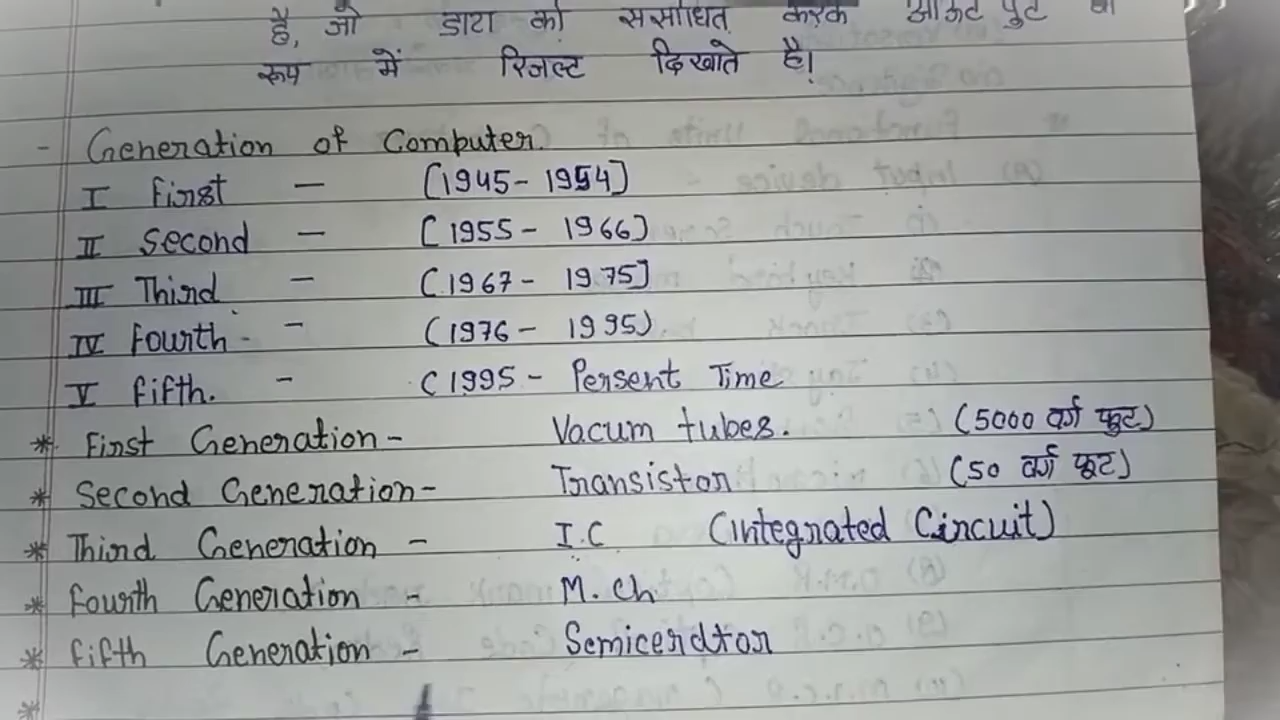 है, जो डाटा को संसाधित करके आऊट पुट
रूप में रिजल्ट दिखाते है।
- Generation of Computer.
I First - [1945- 1954]
II Second - [1955- 1966]
III Third - [1967- 1975]
IV Fourth - (1976- 1995)
V Fifth. - (1995- Persent Time
* First Generation- Vacum tubes. (5000 वर्ग फुट)
* Second Generation- Transistor (50 वर्ग फूट)
* Third Generation - I.C (Integrated Circuit)
* Fourth Generation - M.Ch
* Fifth Generation - Semicerdtor
*